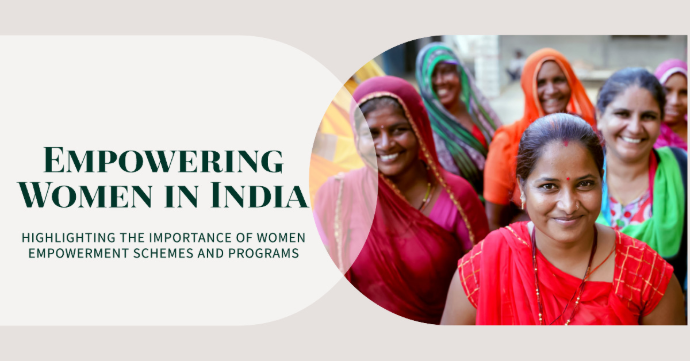 EMPOWERING
WOMEN IN INDIA
HIGHLIGHTING THE IMPORTANCE OF WOMEN
EMPOWERMENT SCHEMES AND PROGRAMS